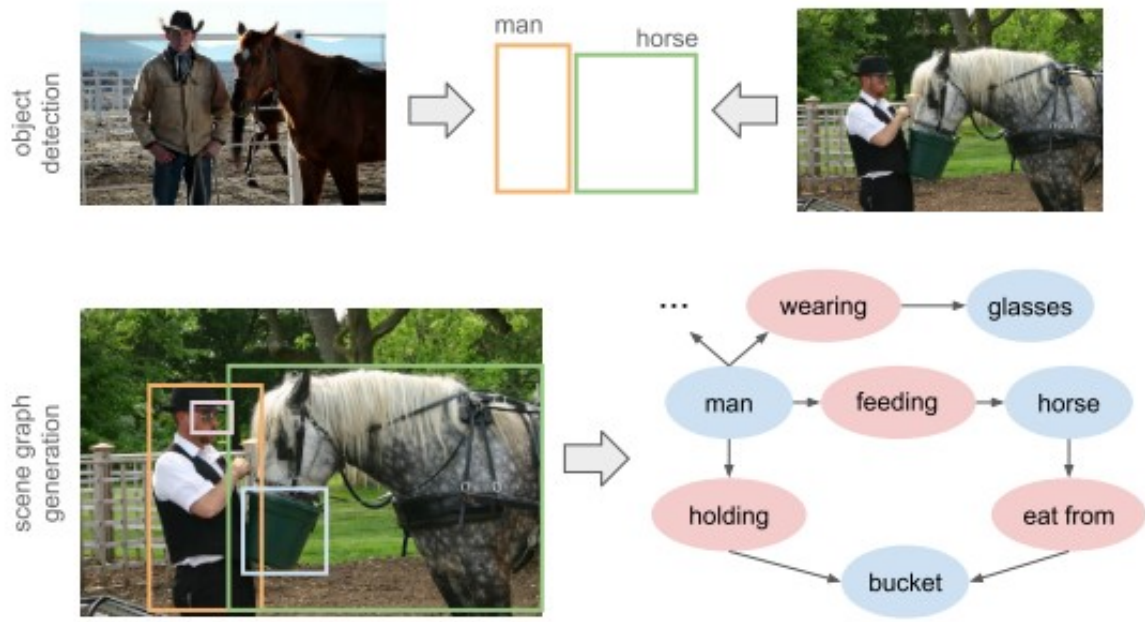 object
detection
man
horse
scene graph
generation
...
wearing
glasses
man
feeding
horse
holding
eat from
bucket